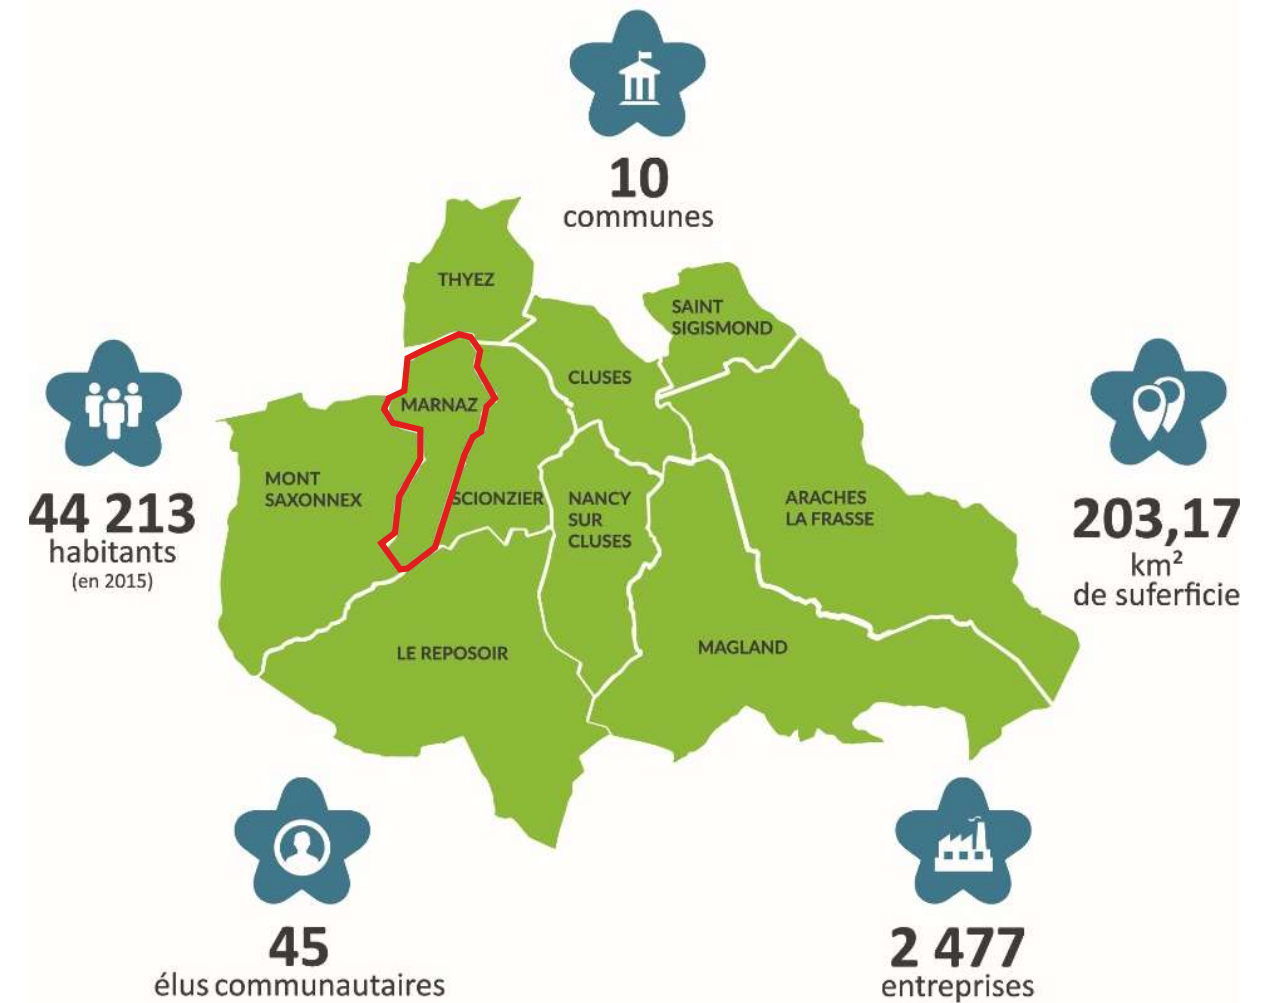 10
communes
THYEZ
SAINT
SIGISMOND
CLUSES
MARNAZ
MONT
SAXONNEX
SCIONZIER
NANCY
SUR
CLUSES
ARACHES
LA FRASSE
LE REPOSOIR
MAGLAND
44 213
habitants
(en 2015)
203,17
km²
de suferficie
45
élus communautaires
2 477
entreprises